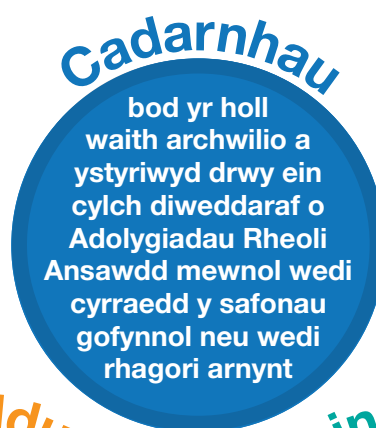 Cadarnhau
bod yr holl
waith archwilio a
ystyriwyd drwy ein
cylch diweddaraf o
Adolygiadau Rheoli
Ansawdd mewnol wedi
cyrraedd y safonau
gofynnol neu wedi
rhagori arnynt